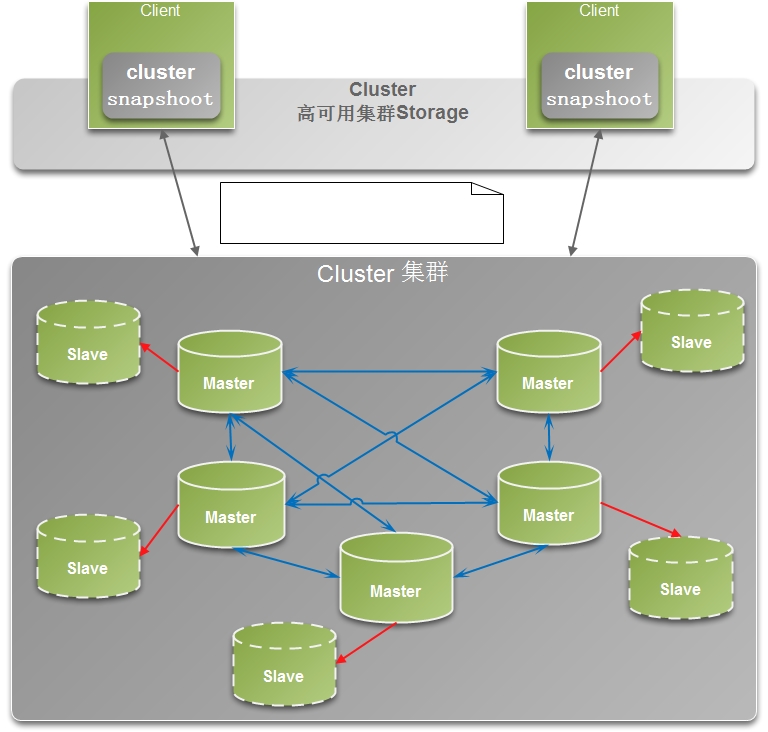 Client
Client
cluster
snapshoot
cluster
snapshoot
Cluster
高可用集群Storage
Cluster 集群
Slave
Master
Master
Slave
Master
Master
Slave
Master
Slave
Slave